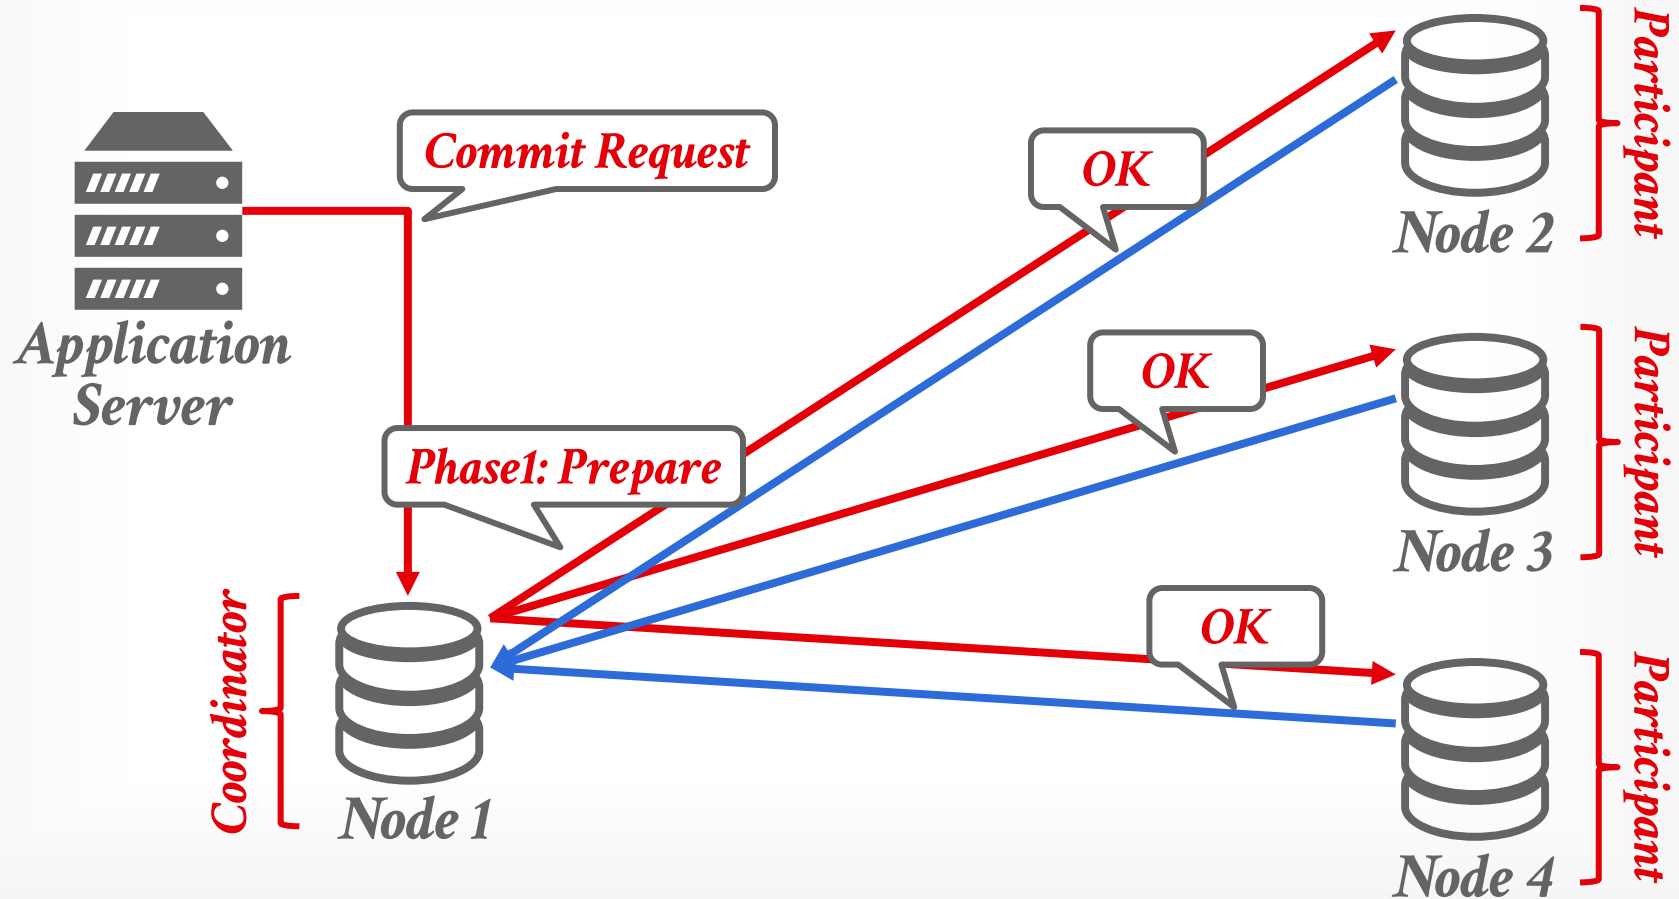 Commit Request
OK
Node 2
Participant
Application
Server
OK
Node 3
Participant
Phase1: Prepare
OK
Node 4
Participant
Coordinator
Node 1